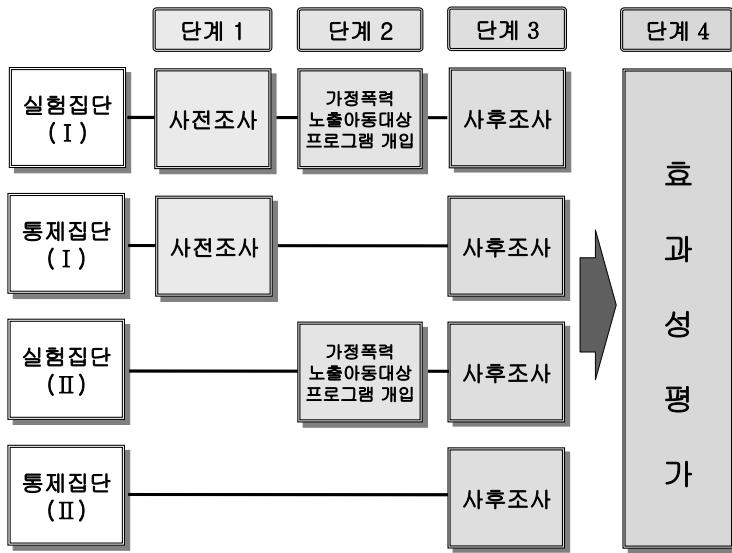 단계 1
단계 2
단계 3
단계 4
실험집단
( Ⅰ )
사전조사
가정폭력
노출아동대상
프로그램 개입
사후조사
통제집단
( Ⅰ )
사전조사
사후조사
실험집단
(Ⅱ)
가정폭력
노출아동대상
프로그램 개입
사후조사
통제집단
(Ⅱ)
사후조사
효
과
성
평
가